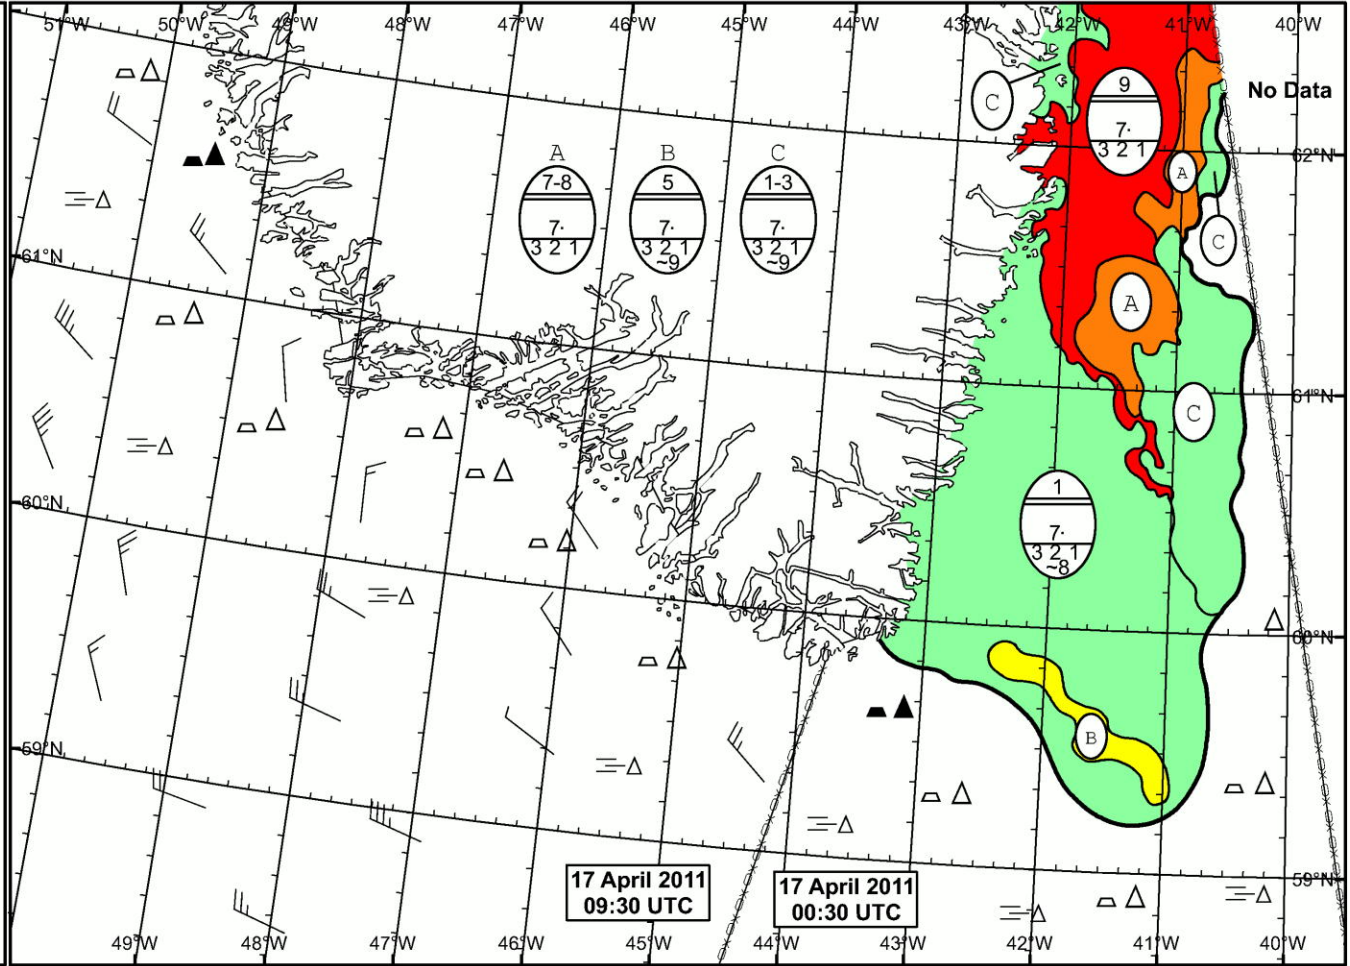 51°W 50°W 49°W 48°W 47°W 46°W 45°W 44°W 43°W 42°W 41°W 40°W
No Data
C
9
7·
3 2 1
62°N
A
A B C
7-8 5 1-3
7· 7· 7·
3 2 1 3 2 1 3 2 1
~9 ~9
C
61°N
A
61°N
C
60°N
1
7·
3 2 1
~8
60°N
59°N
B
17 April 2011
09:30 UTC
17 April 2011
00:30 UTC
59°N
49°W 48°W 47°W 46°W 45°W 44°W 43°W 42°W 41°W 40°W